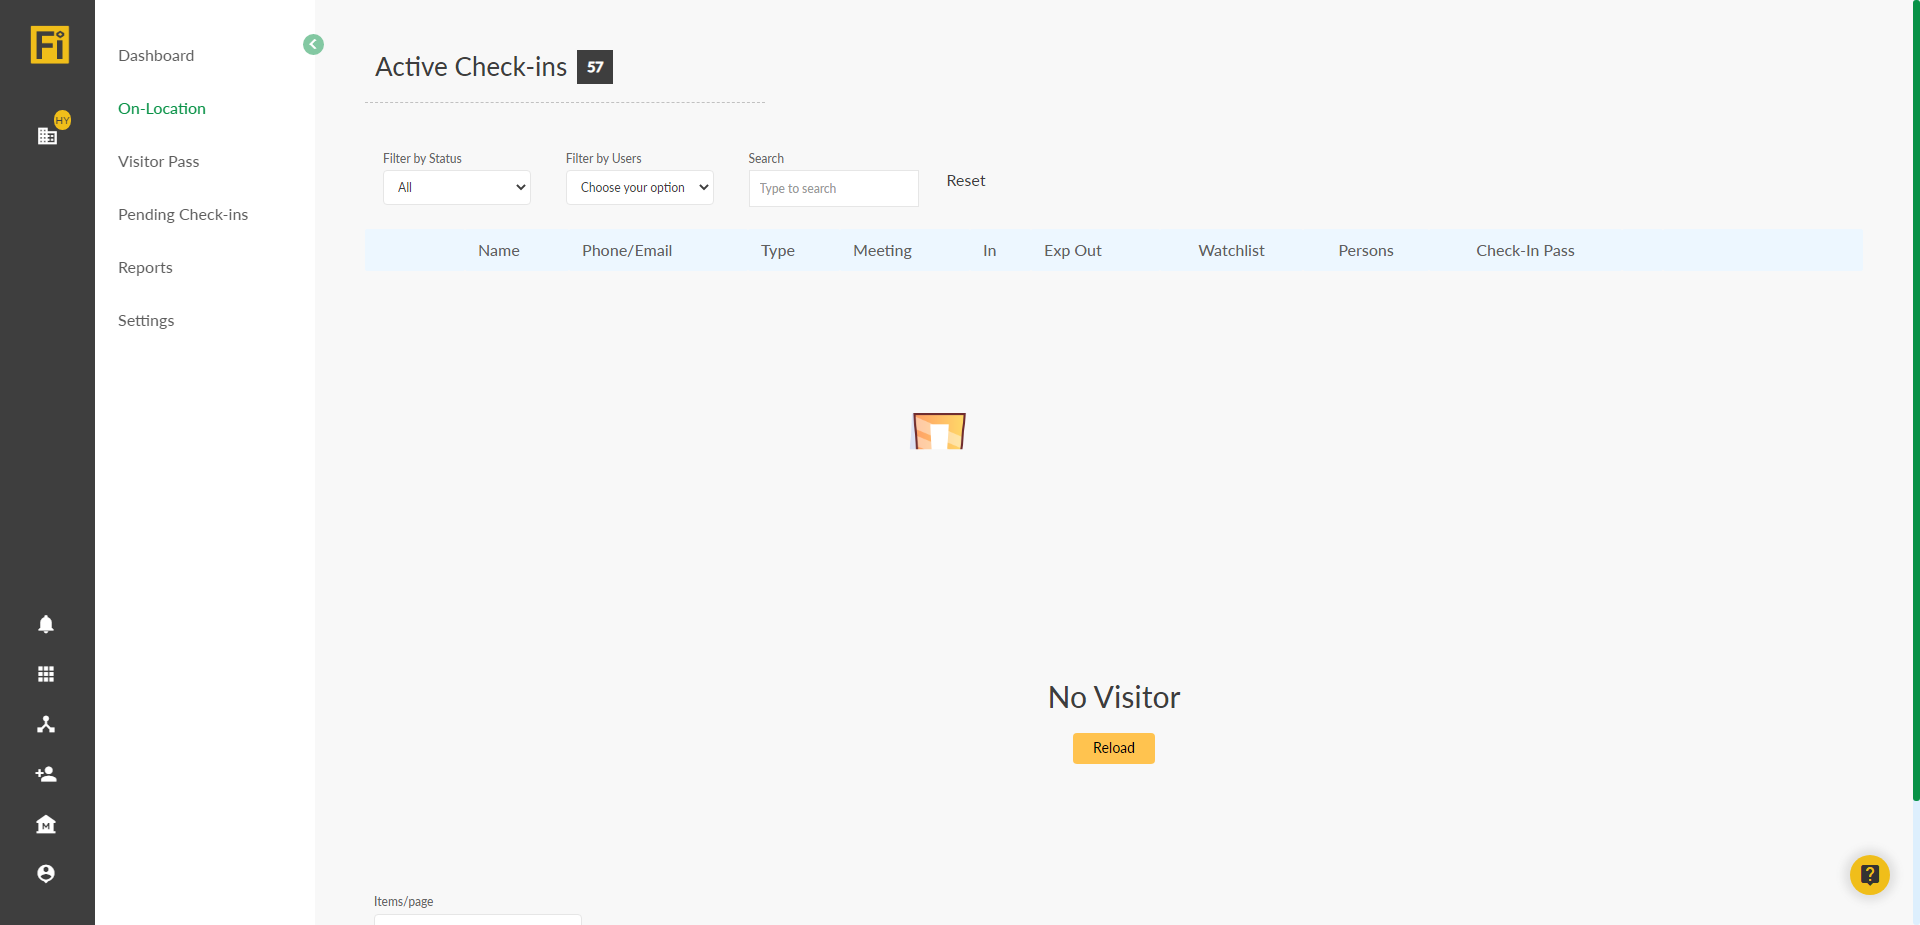 Fi
HY
Dashboard
On-Location
Visitor Pass
Pending Check-ins
Reports
Settings
Active Check-ins 57
Filter by Status Filter by Users Search
All Choose your option Type to search Reset
Name Phone/Email Type Meeting In Exp Out Watchlist Persons Check-In Pass
No Visitor
Reload
Items/page
M
?